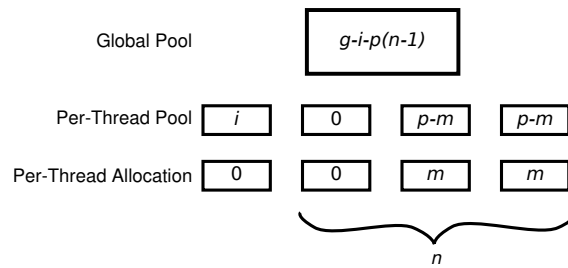 Global Pool g-i-p(n-1)
Per-Thread Pool i 0 p-m p-m
Per-Thread Allocation 0 0 m m
n